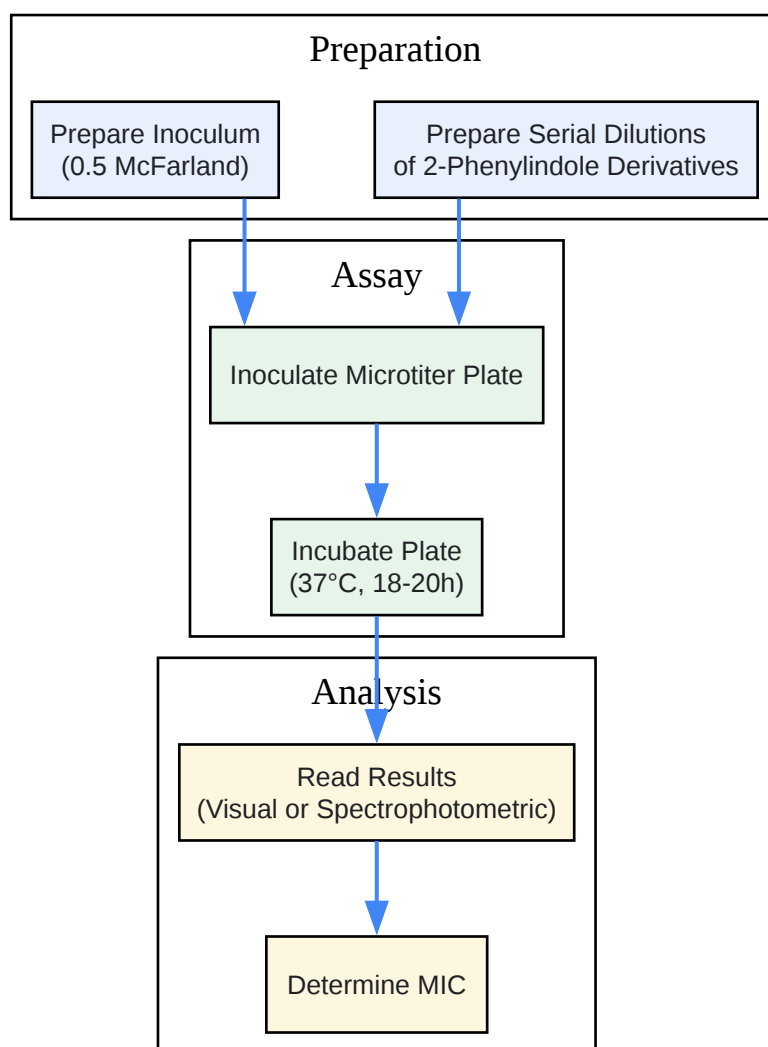 Preparation
Prepare Inoculum
(0.5 McFarland)
Prepare Serial Dilutions
of 2-Phenylindole Derivatives
Assay
Inoculate Microtiter Plate
Incubate Plate
(37°C, 18-20h)
Analysis
Read Results
(Visual or Spectrophotometric)
Determine MIC